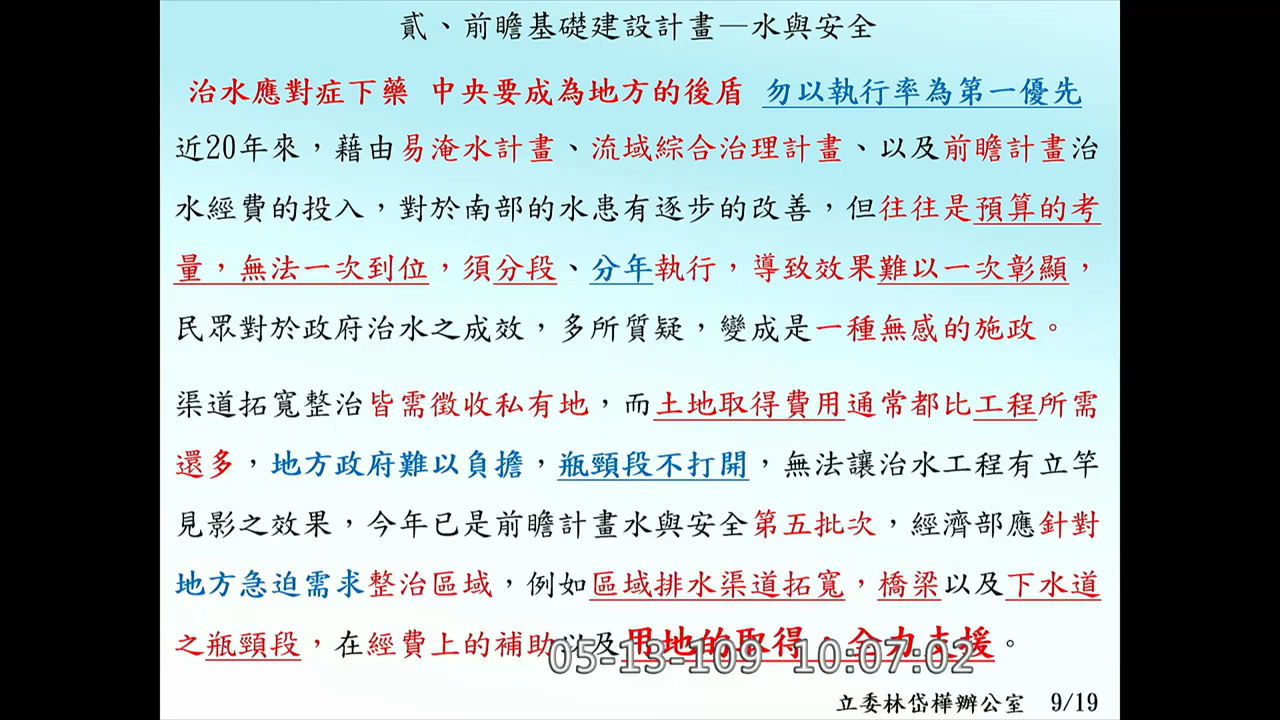 貳、前瞻基礎建設計畫—水與安全
治水應對症下藥 中央要成為地方的後盾 勿以執行率為第一優先
近20年來，藉由易淹水計畫、流域綜合治理計畫、以及前瞻計畫治
水經費的投入，對於南部的水患有逐步的改善，但往往是預算的考
量，無法一次到位，須分段、分年執行，導致效果難以一次彰顯，
民眾對於政府治水之成效，多所質疑，變成是一種無感的施政。
渠道拓寬整治皆需徵收私有地，而土地取得費用通常都比工程所需
還多，地方政府難以負擔，瓶頸段不打開，無法讓治水工程有立竿
見影之效果，今年已是前瞻計畫水與安全第五批次，經濟部應針對
地方急迫需求整治區域，例如區域排水渠道拓寬，橋梁以及下水道
之瓶頸段，在經費上的補助以及用地的取得，全力支援。
05-13-109 10:07:02
立委林岱樺辦公室 9/19